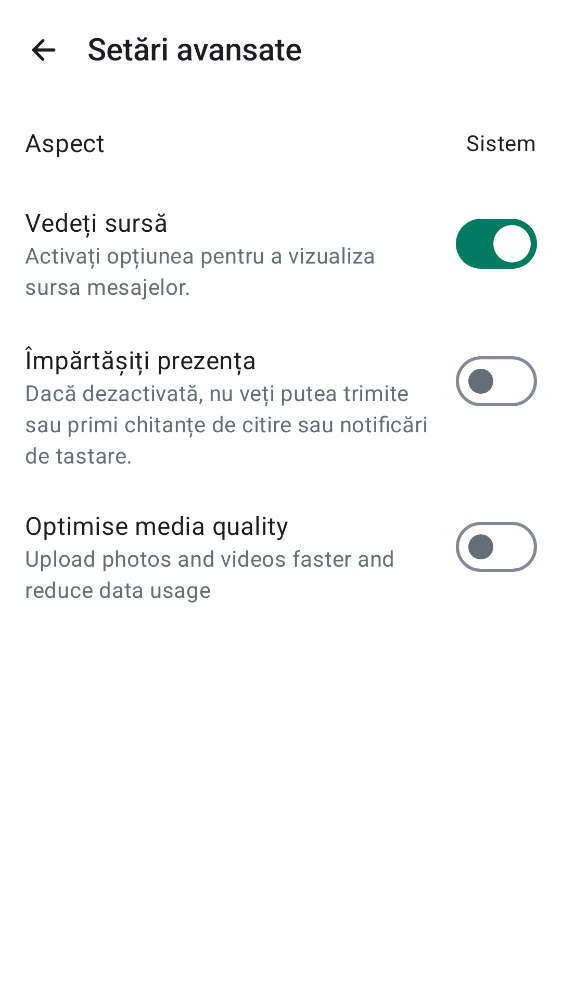 Setări avansate
Aspect
Sistem
Vedeți sursă
Activați opțiunea pentru a vizualiza
sursa mesajelor.
Împărtășiți prezența
Dacă dezactivată, nu veți putea trimite
sau primi chitanțe de citire sau notificări
de tastare.
Optimise media quality
Upload photos and videos faster and
reduce data usage